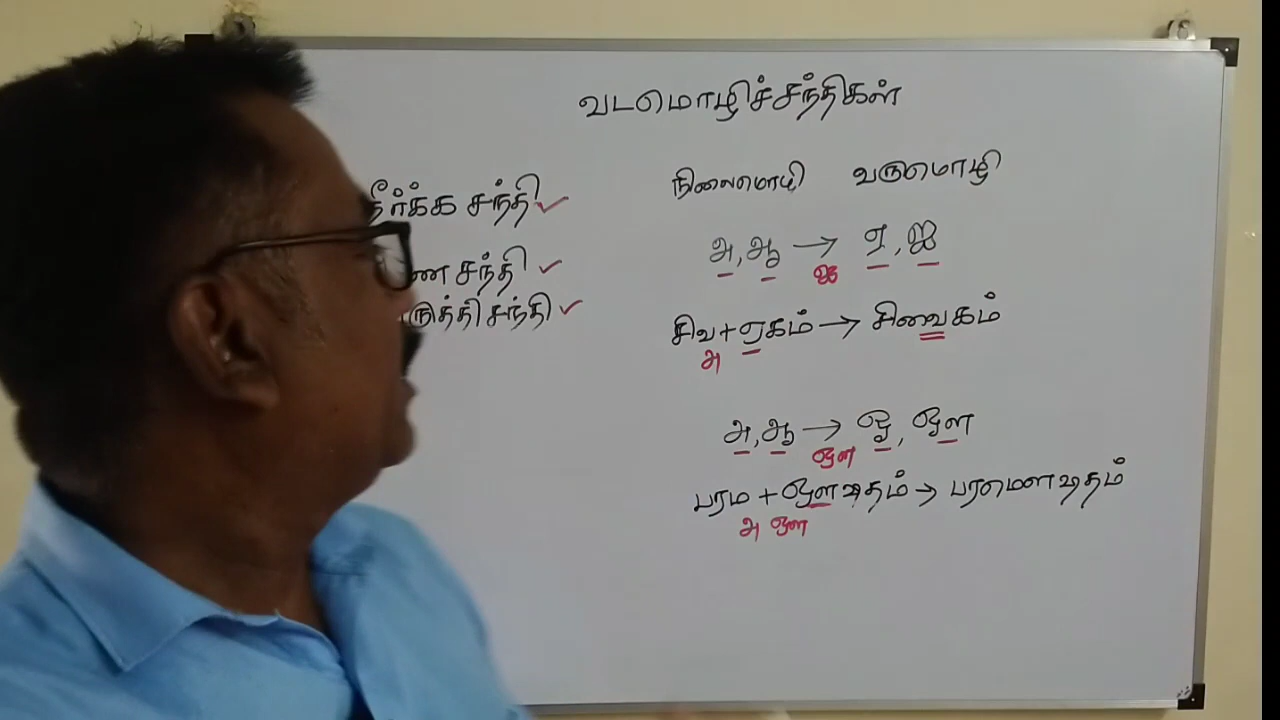 வடமொழிச்சந்திகள்
தீர்க்க சந்தி ✓
சந்தி ✓
சந்தி ✓
நிலைமொழி வருமொழி
அ, ஆ → ஏ, ஐ
ஐ
சிவ + ஏகம் → சிவைகம்
அ
அ, ஆ → ஓ, ஔ
ஔ
பரம + ஔஷதம் → பரமௌஷதம்
அ ஔ